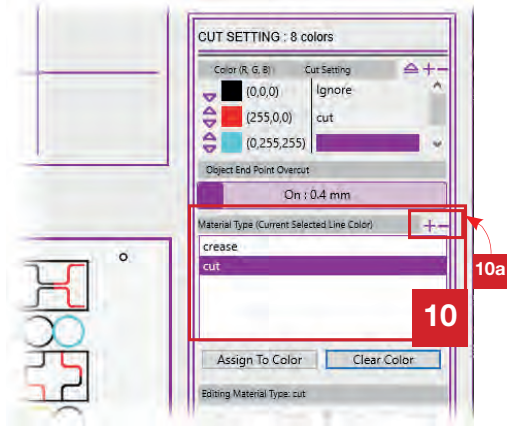 CUT SETTING : 8 colors
Color (R, G, B) Cut Setting +−
(0,0,0) Ignore
(255,0,0) cut
(0,255,255)
Object End Point Overcut
On : 0.4 mm
Material Type (Current Selected Line Color) +−
crease
cut
10a
10
Assign To Color Clear Color
Editing Material Type: cut